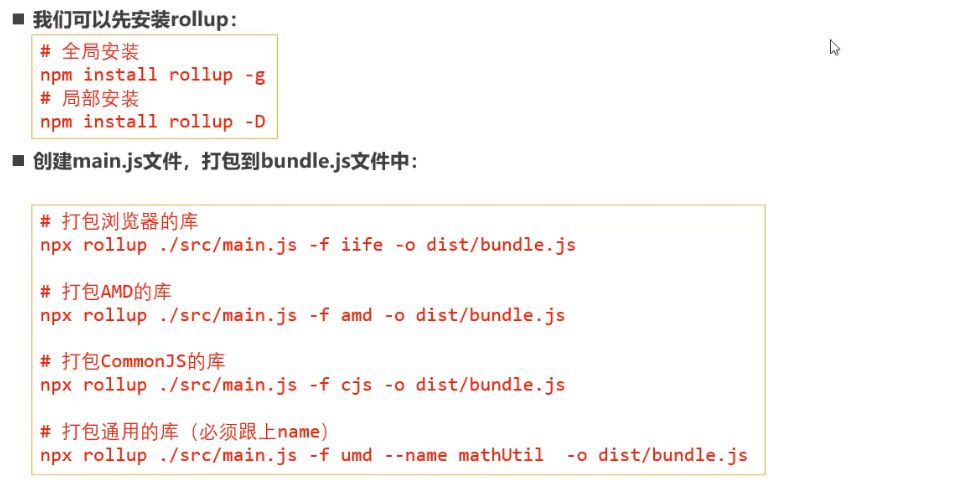 我们可以先安装rollup：
# 全局安装
npm install rollup -g
# 局部安装
npm install rollup -D
创建main.js文件，打包到bundle.js文件中：
# 打包浏览器的库
npx rollup ./src/main.js -f iife -o dist/bundle.js
# 打包AMD的库
npx rollup ./src/main.js -f amd -o dist/bundle.js
# 打包CommonJS的库
npx rollup ./src/main.js -f cjs -o dist/bundle.js
# 打包通用的库（必须跟上name）
npx rollup ./src/main.js -f umd --name mathUtil  -o dist/bundle.js